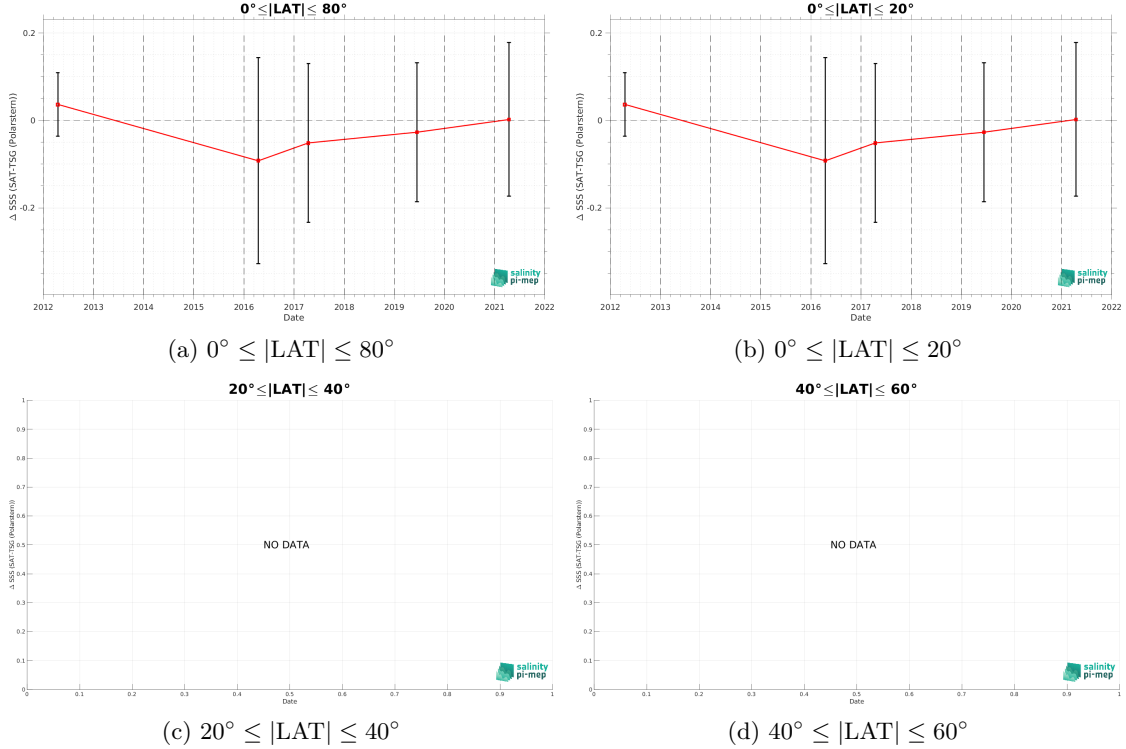 0°≤|LAT|≤ 80°
Δ SSS (SAT-TSG (Polarstern))
0.2
0
-0.2
2012 2013 2014 2015 2016 2017 2018 2019 2020 2021 2022
Date
salinity
pi-mep
(a) 0° ≤ |LAT| ≤ 80°
0°≤|LAT|≤ 20°
Δ SSS (SAT-TSG (Polarstern))
0.2
0
-0.2
2012 2013 2014 2015 2016 2017 2018 2019 2020 2021 2022
Date
salinity
pi-mep
(b) 0° ≤ |LAT| ≤ 20°
20°≤|LAT|≤ 40°
Δ SSS (SAT-TSG (Polarstern))
1
0.9
0.8
0.7
0.6
0.5
0.4
0.3
0.2
0.1
0
NO DATA
0 0.1 0.2 0.3 0.4 0.5 0.6 0.7 0.8 0.9 1
Date
salinity
pi-mep
(c) 20° ≤ |LAT| ≤ 40°
40°≤|LAT|≤ 60°
Δ SSS (SAT-TSG (Polarstern))
1
0.9
0.8
0.7
0.6
0.5
0.4
0.3
0.2
0.1
0
NO DATA
0 0.1 0.2 0.3 0.4 0.5 0.6 0.7 0.8 0.9 1
Date
salinity
pi-mep
(d) 40° ≤ |LAT| ≤ 60°